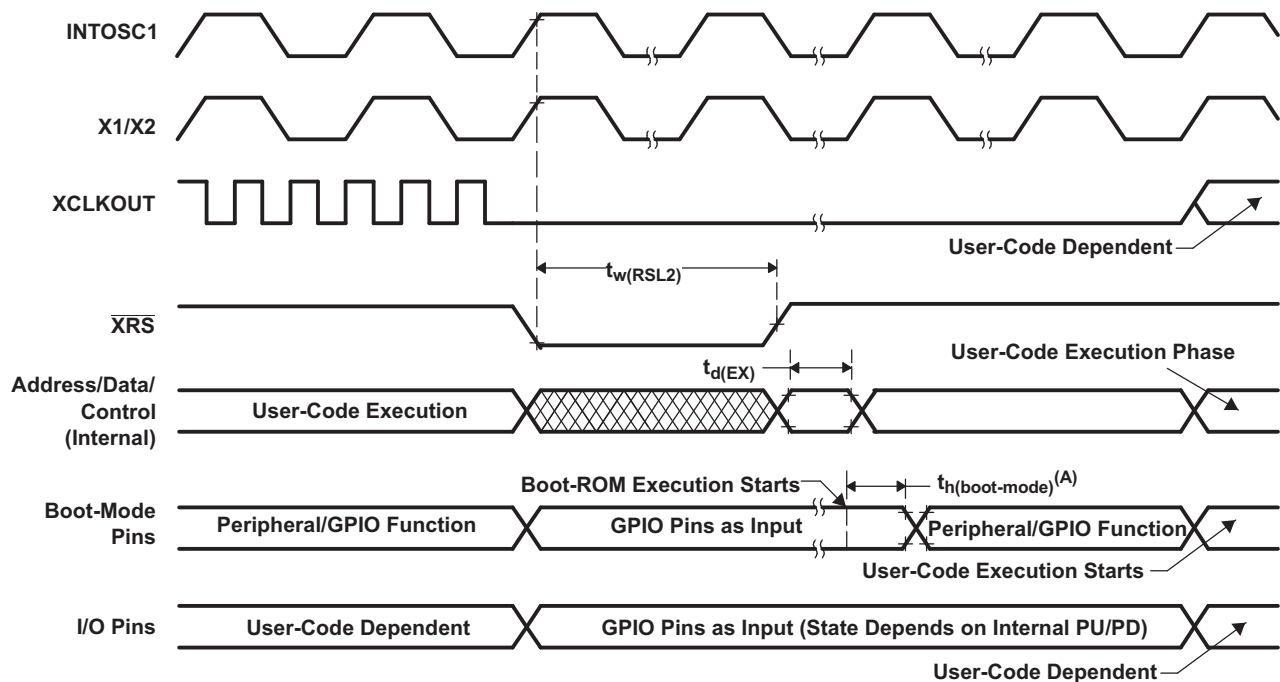 INTOSC1
X1/X2
XCLKOUT
User-Code Dependent
tw(RSL2)
XRS
User-Code Execution Phase
td(EX)
Address/Data/
Control
(Internal)
User-Code Execution
Boot-ROM Execution Starts
th(boot-mode)(A)
Boot-Mode
Pins
Peripheral/GPIO Function
GPIO Pins as Input
Peripheral/GPIO Function
User-Code Execution Starts
I/O Pins
User-Code Dependent
GPIO Pins as Input (State Depends on Internal PU/PD)
User-Code Dependent